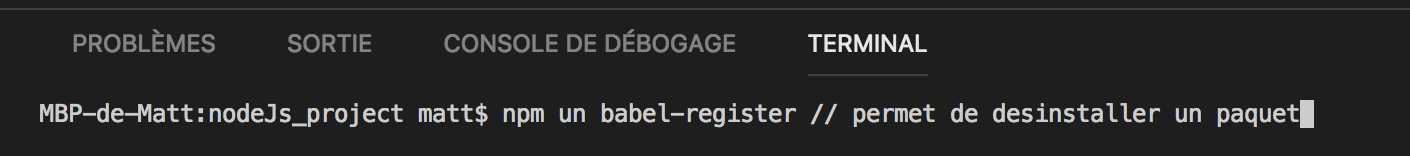 PROBLÈMES SORTIE CONSOLE DE DÉBOGAGE TERMINAL
MBP-de-Matt:nodeJs_project matt$ npm un babel-register // permet de desinstaller un paquet